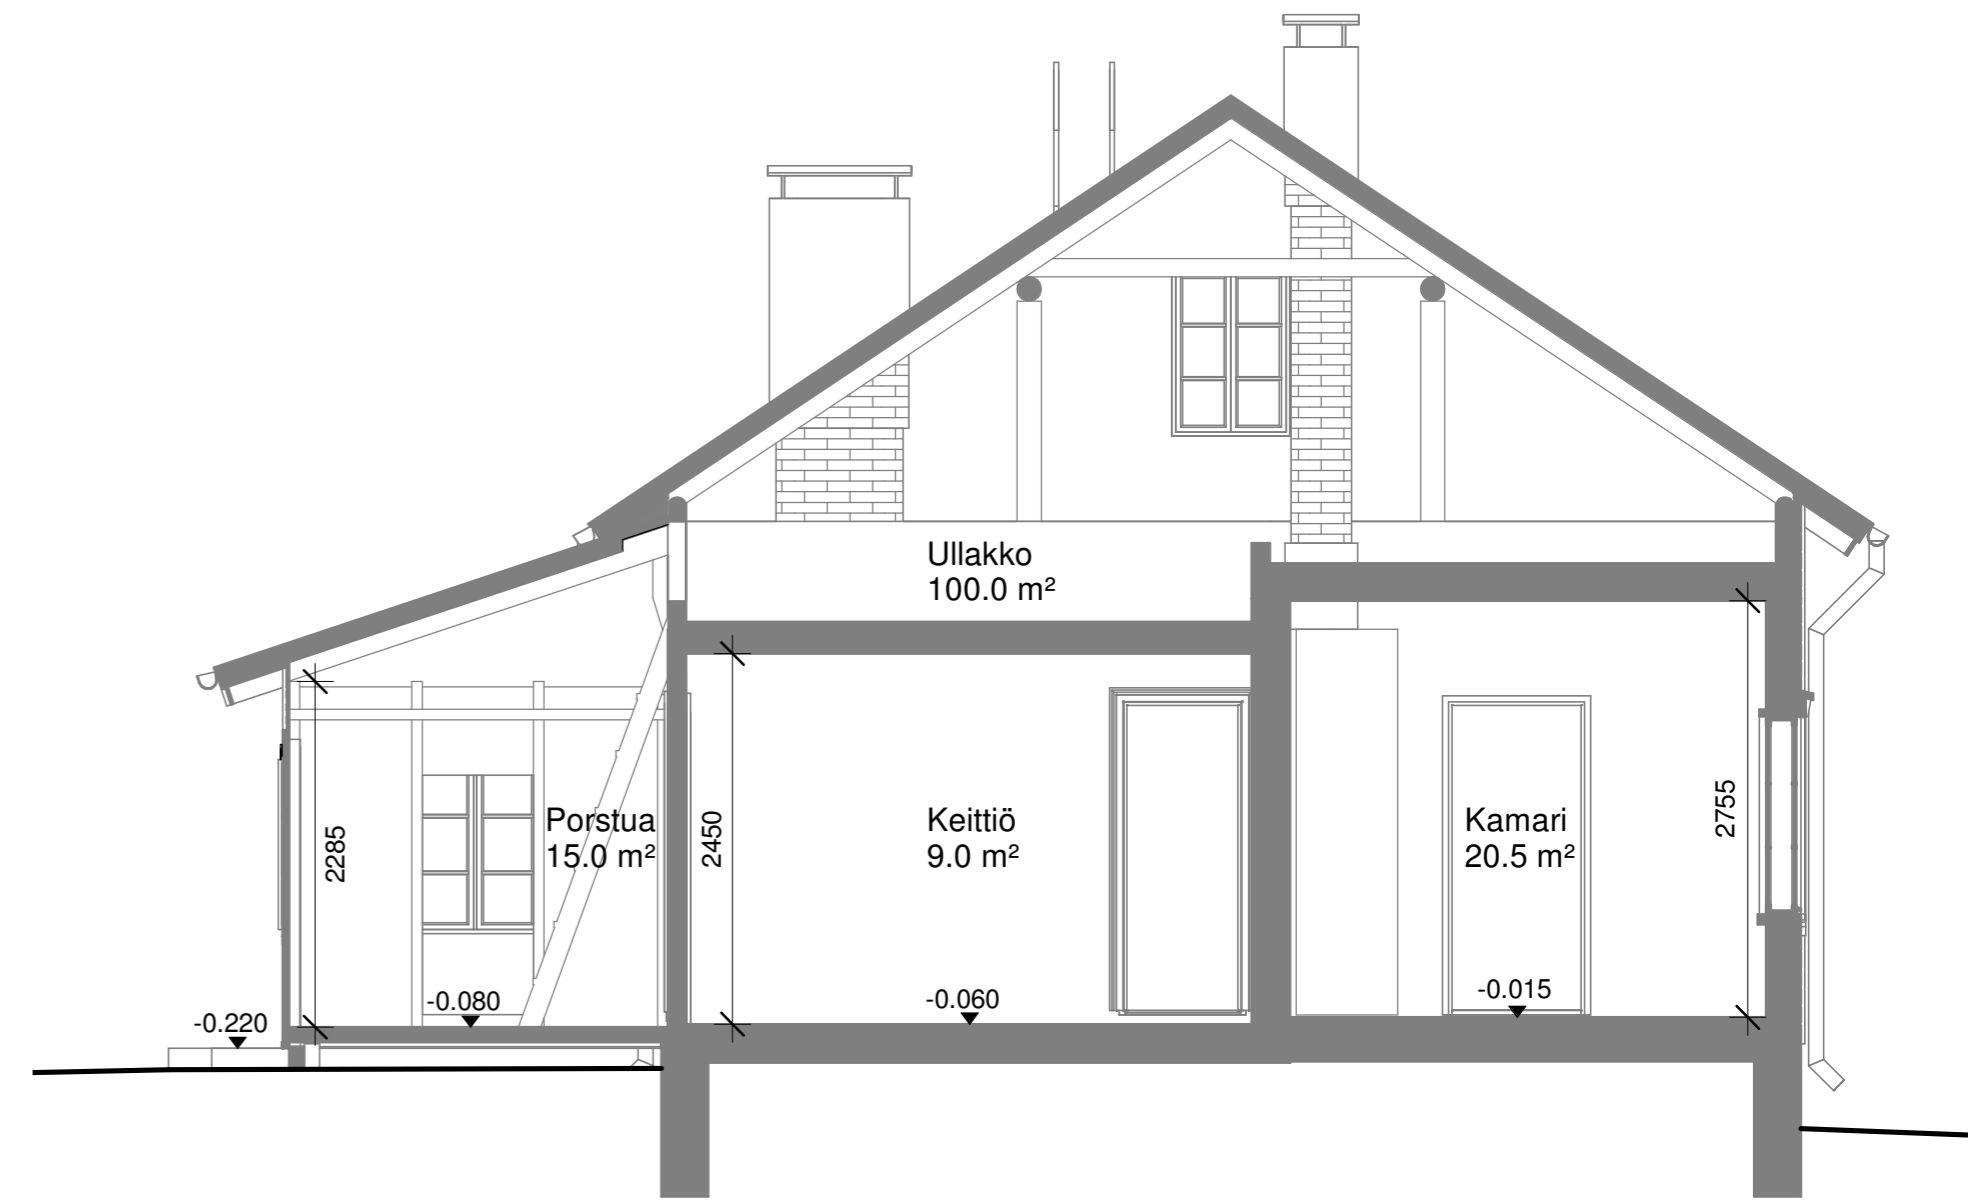 Ullakko
100.0 m²
Porstua
15.0 m²
Keittiö
9.0 m²
Kamari
20.5 m²
2285
2450
2755
-0.220
-0.080
-0.060
-0.015